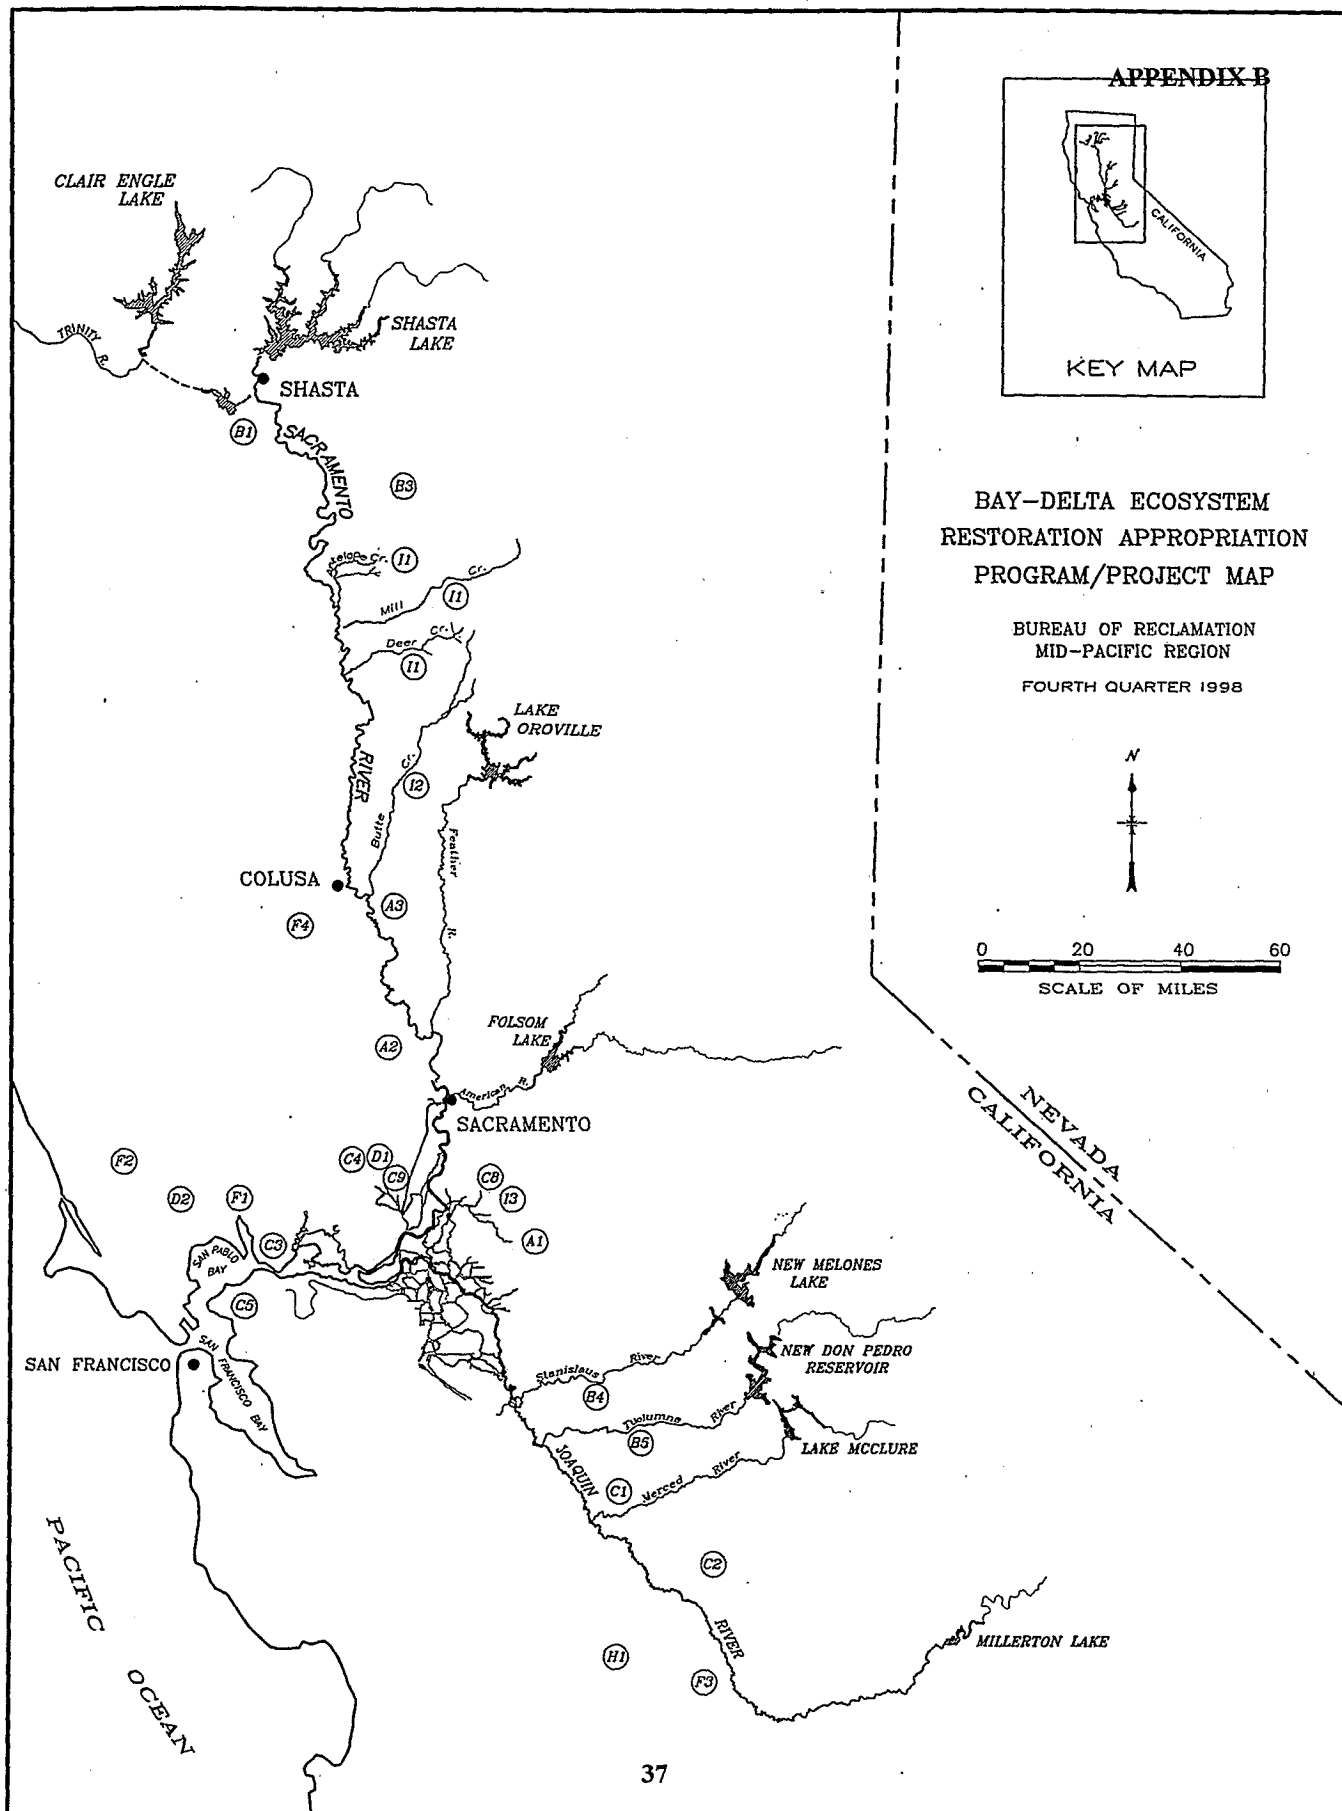 APPENDIX B
CALIFORNIA
KEY MAP
BAY-DELTA ECOSYSTEM
RESTORATION APPROPRIATION
PROGRAM/PROJECT MAP
BUREAU OF RECLAMATION
MID-PACIFIC REGION
FOURTH QUARTER 1998
N
0 20 40 60
SCALE OF MILES
NEVADA
CALIFORNIA
CLAIR ENGLE
LAKE
TRINITY
R.
SHASTA
LAKE
SHASTA
B1
SACRAMENTO
B3
telope Cr.
I1
Mill
Cr.
I1
Deer
Cr.
I1
LAKE
OROVILLE
RIVER
Butte
Cr.
I2
Feather
R.
COLUSA
A3
F4
FOLSOM
LAKE
A2
American
R.
SACRAMENTO
F2
C4
D1
C9
C8
I3
D2
F1
A1
C3
SAN PABLO
BAY
C5
SAN FRANCISCO
SAN
FRANCISCO
BAY
NEW MELONES
LAKE
NEW DON PEDRO
RESERVOIR
Stanislaus
River
B4
Tuolumne
River
B5
LAKE MCCLURE
JOAQUIN
C1
Merced
River
C2
RIVER
H1
F3
MILLERTON LAKE
PACIFIC
OCEAN
37